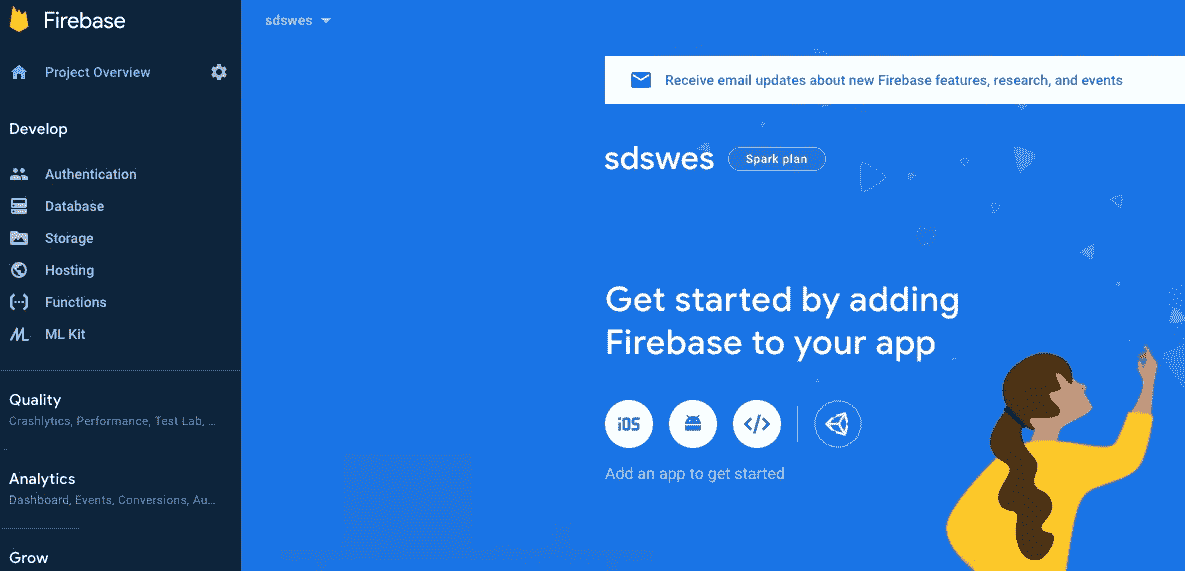 Firebase
Project Overview
Develop
Authentication
Database
Storage
Hosting
Functions
ML Kit
Quality
Crashlytics, Performance, Test Lab, ...
Analytics
Dashboard, Events, Conversions, Au...
Grow
sdswes
Receive email updates about new Firebase features, research, and events
sdswes Spark plan
Get started by adding
Firebase to your app
iOS
Add an app to get started